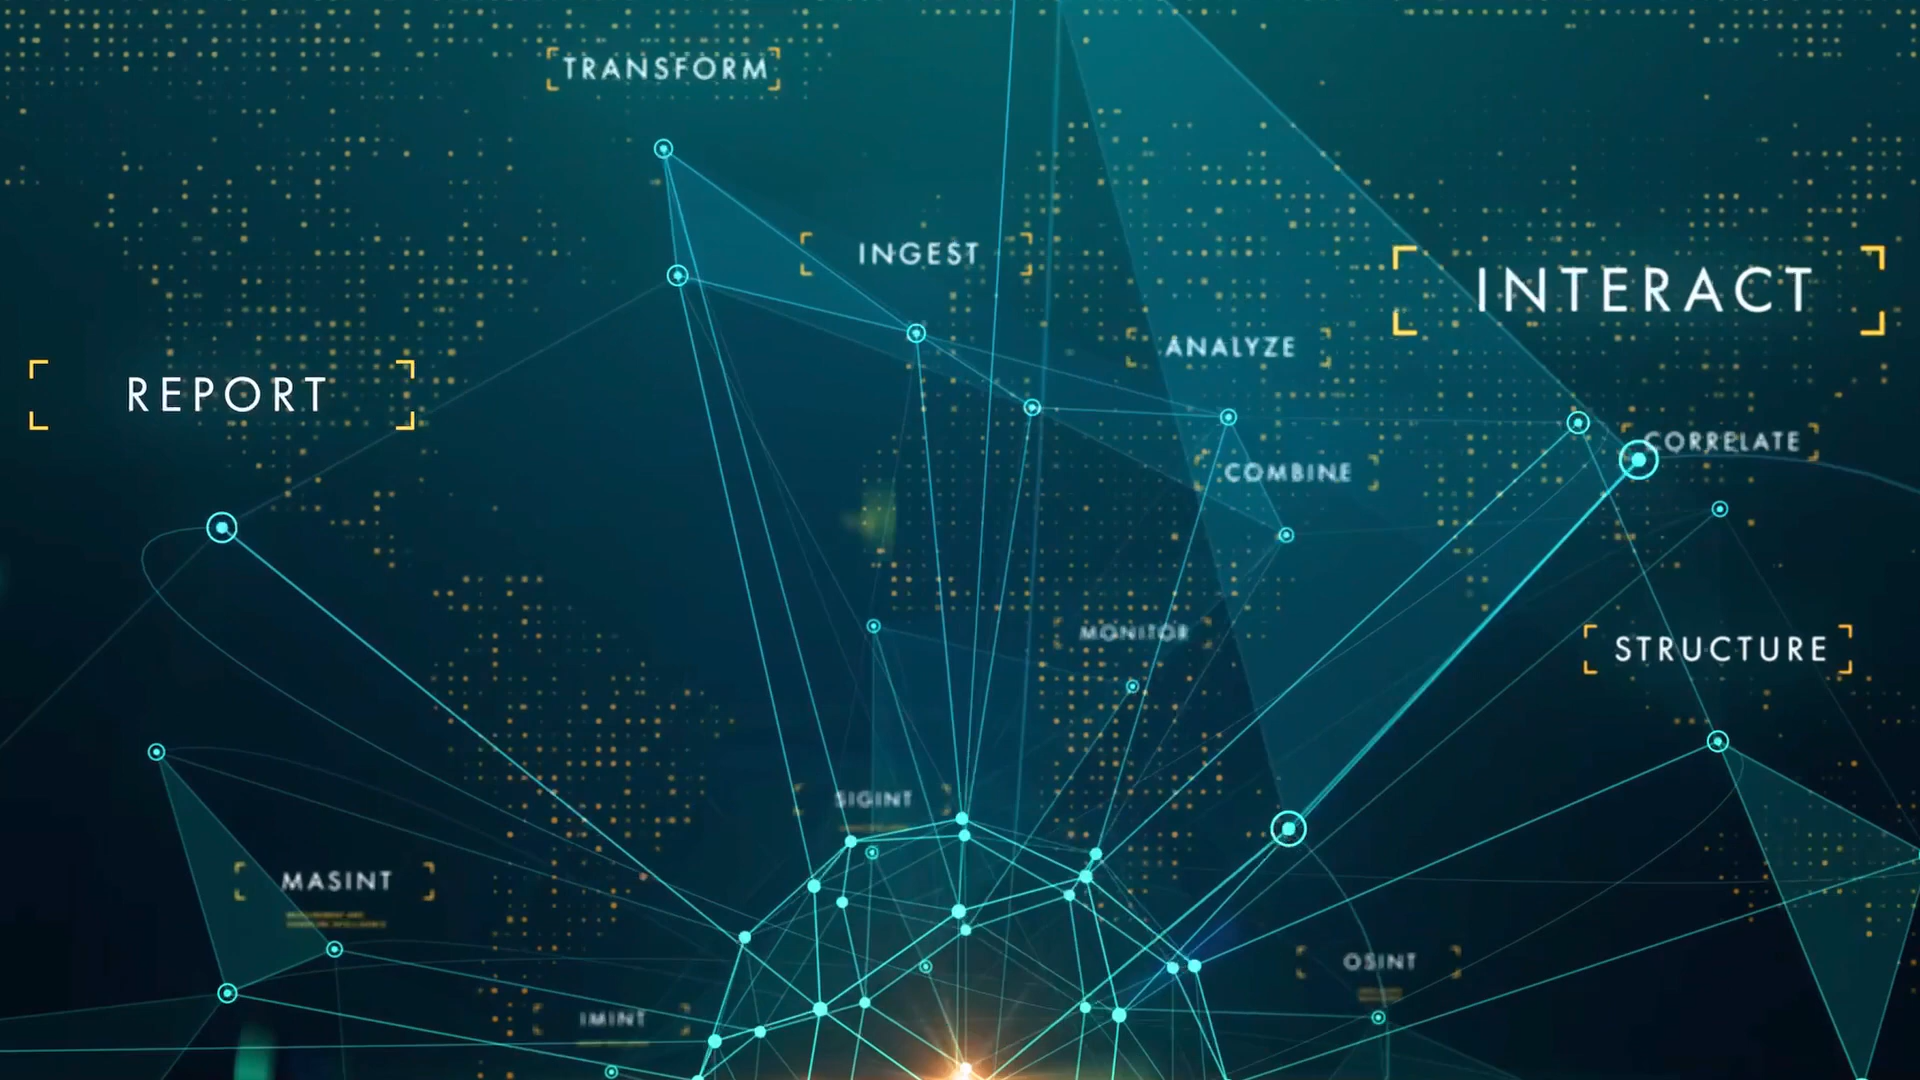 TRANSFORM
INGEST
INTERACT
ANALYZE
REPORT
CORRELATE
COMBINE
MONITOR
STRUCTURE
SIGINT
MASINT
OSINT
IMINT